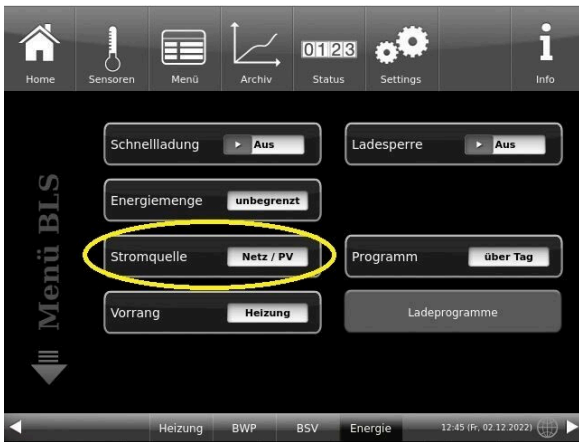 Home Sensoren Menü Archiv 0123 Status Settings i Info
Menü BLS
Schnellladung Aus Ladesperre Aus
Energiemenge unbegrenzt
Stromquelle Netz / PV Programm über Tag
Vorrang Heizung Ladeprogramme
Heizung BWP BSV Energie 12:45 (Fr, 02.12.2022)